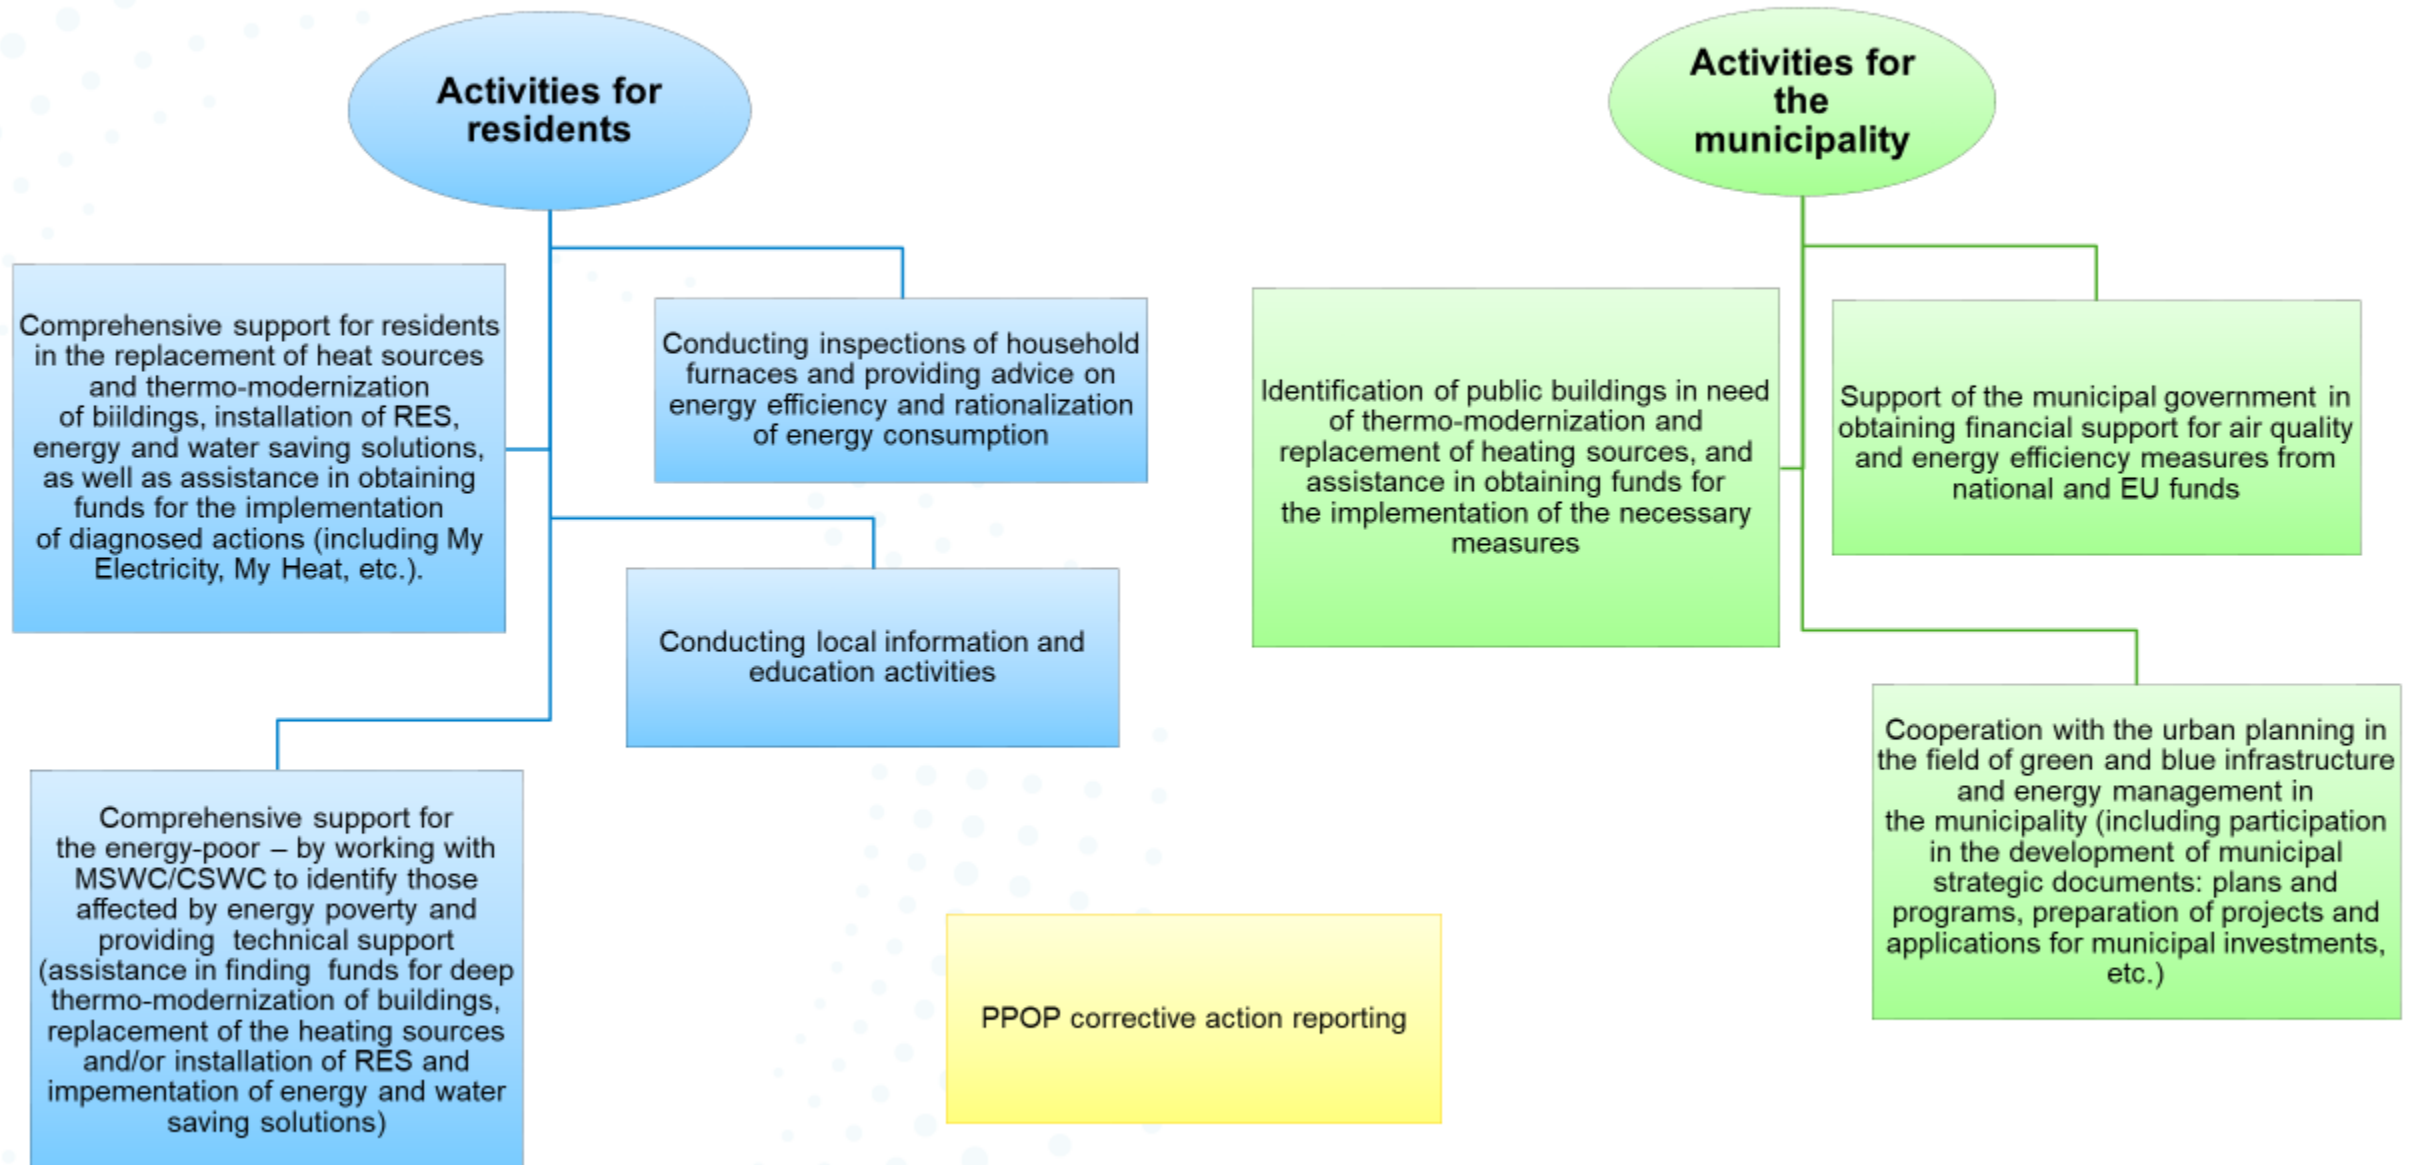 Activities for
residents
Comprehensive support for residents
in the replacement of heat sources
and thermo-modernization
of biildings, installation of RES,
energy and water saving solutions,
as well as assistance in obtaining
funds for the implementation
of diagnosed actions (including My
Electricity, My Heat, etc.).
Conducting inspections of household
furnaces and providing advice on
energy efficiency and rationalization
of energy consumption
Conducting local information and
education activities
Comprehensive support for
the energy-poor – by working with
MSWC/CSWC to identify those
affected by energy poverty and
providing technical support
(assistance in finding funds for deep
thermo-modernization of buildings,
replacement of the heating sources
and/or installation of RES and
impementation of energy and water
saving solutions)
PPOP corrective action reporting
Activities for
the
municipality
Identification of public buildings in need
of thermo-modernization and
replacement of heating sources, and
assistance in obtaining funds for
the implementation of the necessary
measures
Support of the municipal government in
obtaining financial support for air quality
and energy efficiency measures from
national and EU funds
Cooperation with the urban planning in
the field of green and blue infrastructure
and energy management in
the municipality (including participation
in the development of municipal
strategic documents: plans and
programs, preparation of projects and
applications for municipal investments,
etc.)